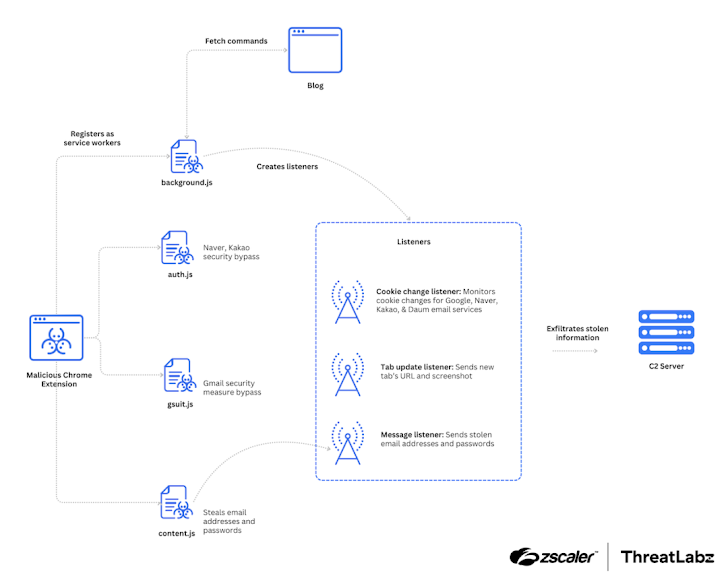 Fetch commands
Blog
Registers as
service workers
background.js
Creates listeners
Listeners
Naver, Kakao
security bypass
auth.js
Cookie change listener: Monitors
cookie changes for Google, Naver,
Kakao, & Daum email services
Exfiltrates stolen
information
C2 Server
Malicious Chrome
Extension
Tab update listener: Sends new
tab's URL and screenshot
Gmail security
measure bypass
gsuit.js
Message listener: Sends stolen
email addresses and passwords
Steals email
addresses and
passwords
content.js
zscaler™
ThreatLabz